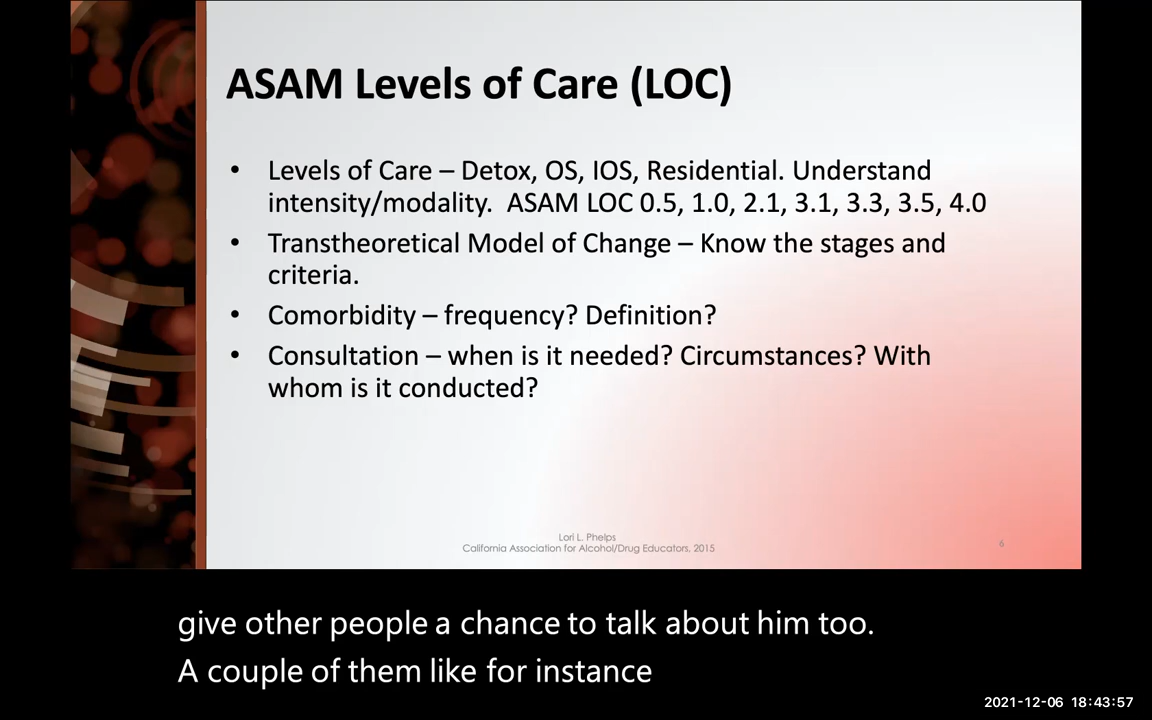 ASAM Levels of Care (LOC)
• Levels of Care – Detox, OS, IOS, Residential. Understand
intensity/modality.  ASAM LOC 0.5, 1.0, 2.1, 3.1, 3.3, 3.5, 4.0
• Transtheoretical Model of Change – Know the stages and
criteria.
• Comorbidity – frequency? Definition?
• Consultation – when is it needed? Circumstances? With
whom is it conducted?
Lori L. Phelps
California Association for Alcohol/Drug Educators, 2015
6
give other people a chance to talk about him too.
A couple of them like for instance
2021-12-06 18:43:57